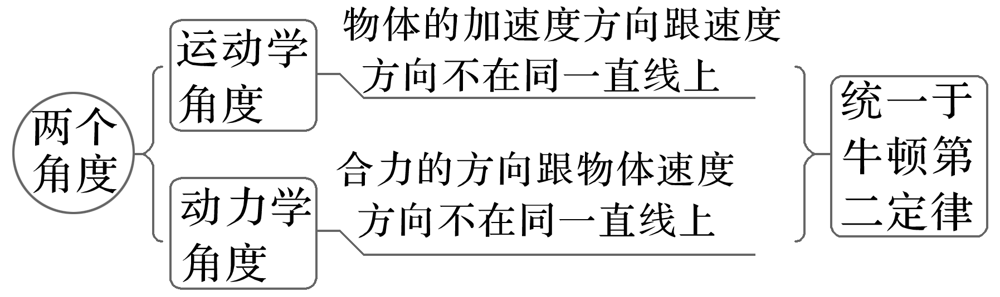 两个
角度
运动学
角度
物体的加速度方向跟速度
方向不在同一直线上
动力学
角度
合力的方向跟物体速度
方向不在同一直线上
统一于
牛顿第
二定律